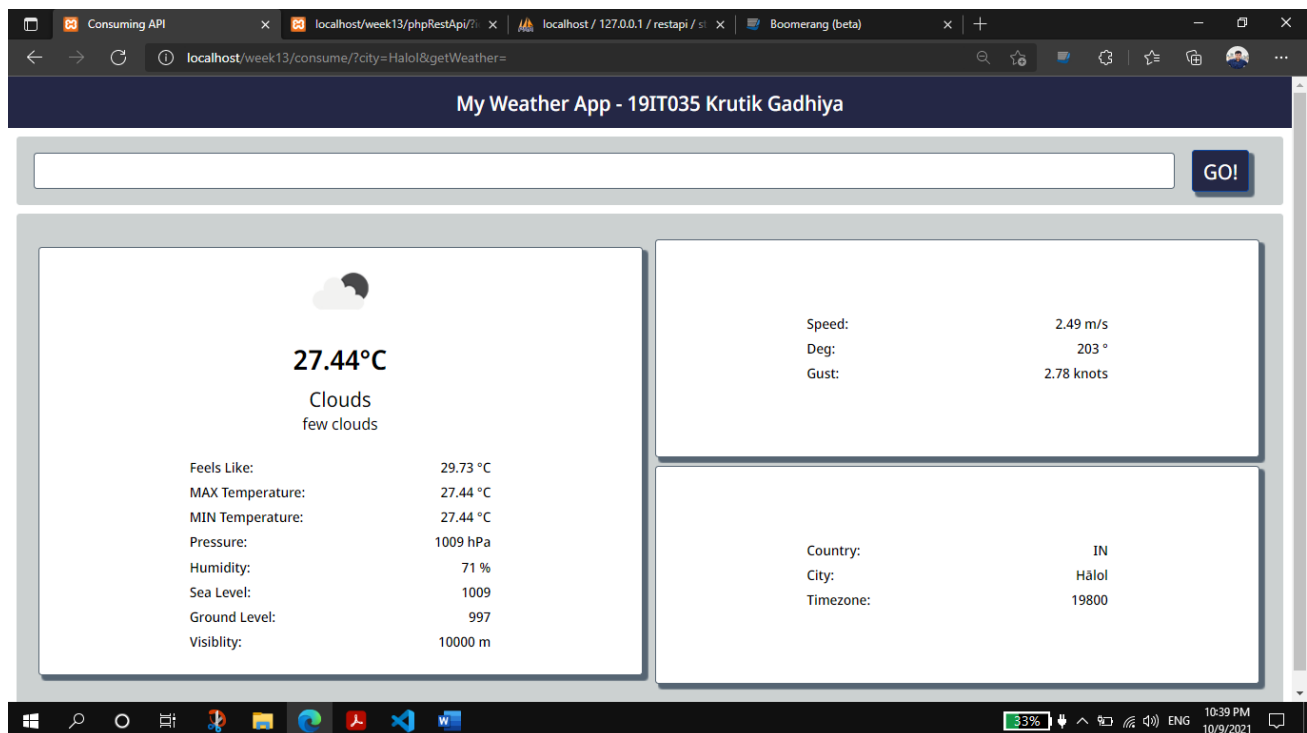 Consuming API
localhost/week13/phpRestApi/?i
localhost / 127.0.0.1 / restapi / st
Boomerang (beta)
localhost/week13/consume/?city=Halol&getWeather=
My Weather App - 19IT035 Krutik Gadhiya
GO!
27.44°C
Clouds
few clouds
Feels Like: 29.73 °C
MAX Temperature: 27.44 °C
MIN Temperature: 27.44 °C
Pressure: 1009 hPa
Humidity: 71 %
Sea Level: 1009
Ground Level: 997
Visiblity: 10000 m
Speed: 2.49 m/s
Deg: 203 °
Gust: 2.78 knots
Country: IN
City: Hālol
Timezone: 19800
33%
ENG
10:39 PM
10/9/2021